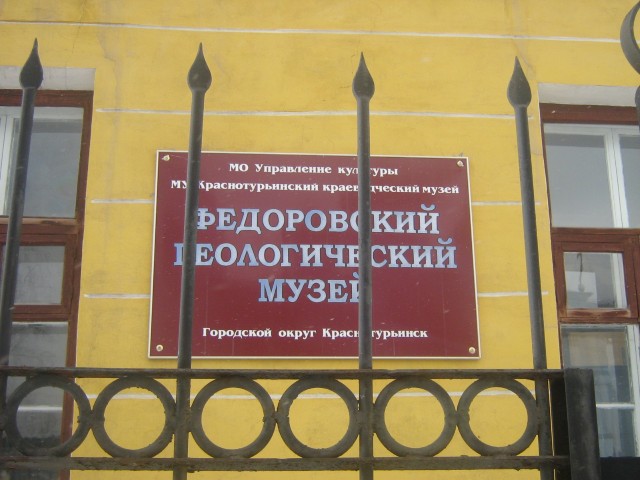 МО Управление культуры
МУ Краснотурьинский краеведческий музей
ФЕДОРОВСКИЙ
ГЕОЛОГИЧЕСКИЙ
МУЗЕЙ
Городской округ Краснотурьинск